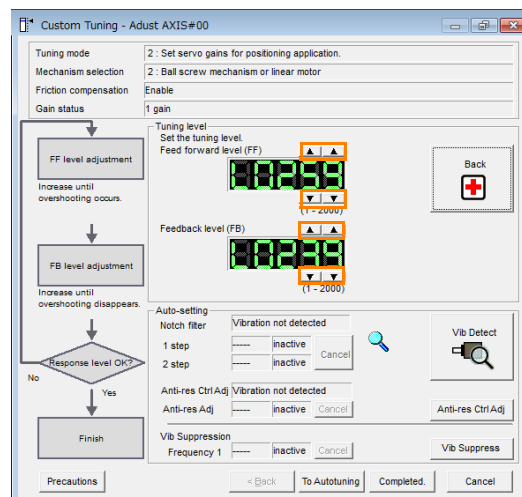 Custom Tuning - Adust AXIS#00
Tuning mode 2 : Set servo gains for positioning application.
Mechanism selection 2 : Ball screw mechanism or linear motor
Friction compensation Enable
Gain status 1 gain
FF level adjustment
Increase until
overshooting occurs.
FB level adjustment
Increase until
overshooting disappears.
Response level OK?
No
Yes
Finish
Tuning level
Set the tuning level.
Feed forward level (FF)
L0259
(1 - 2000)
Feedback level (FB)
L0239
(1 - 2000)
Back
Auto-setting
Notch filter Vibration not detected
1 step ----- inactive
Cancel
2 step ----- inactive
Vib Detect
Anti-res Ctrl Adj Vibration not detected
Anti-res Adj ----- inactive Cancel
Anti-res Ctrl Adj
Vib Suppression
Frequency 1 ----- inactive Cancel
Vib Suppress
Precautions
< Back
To Autotuning
Completed.
Cancel